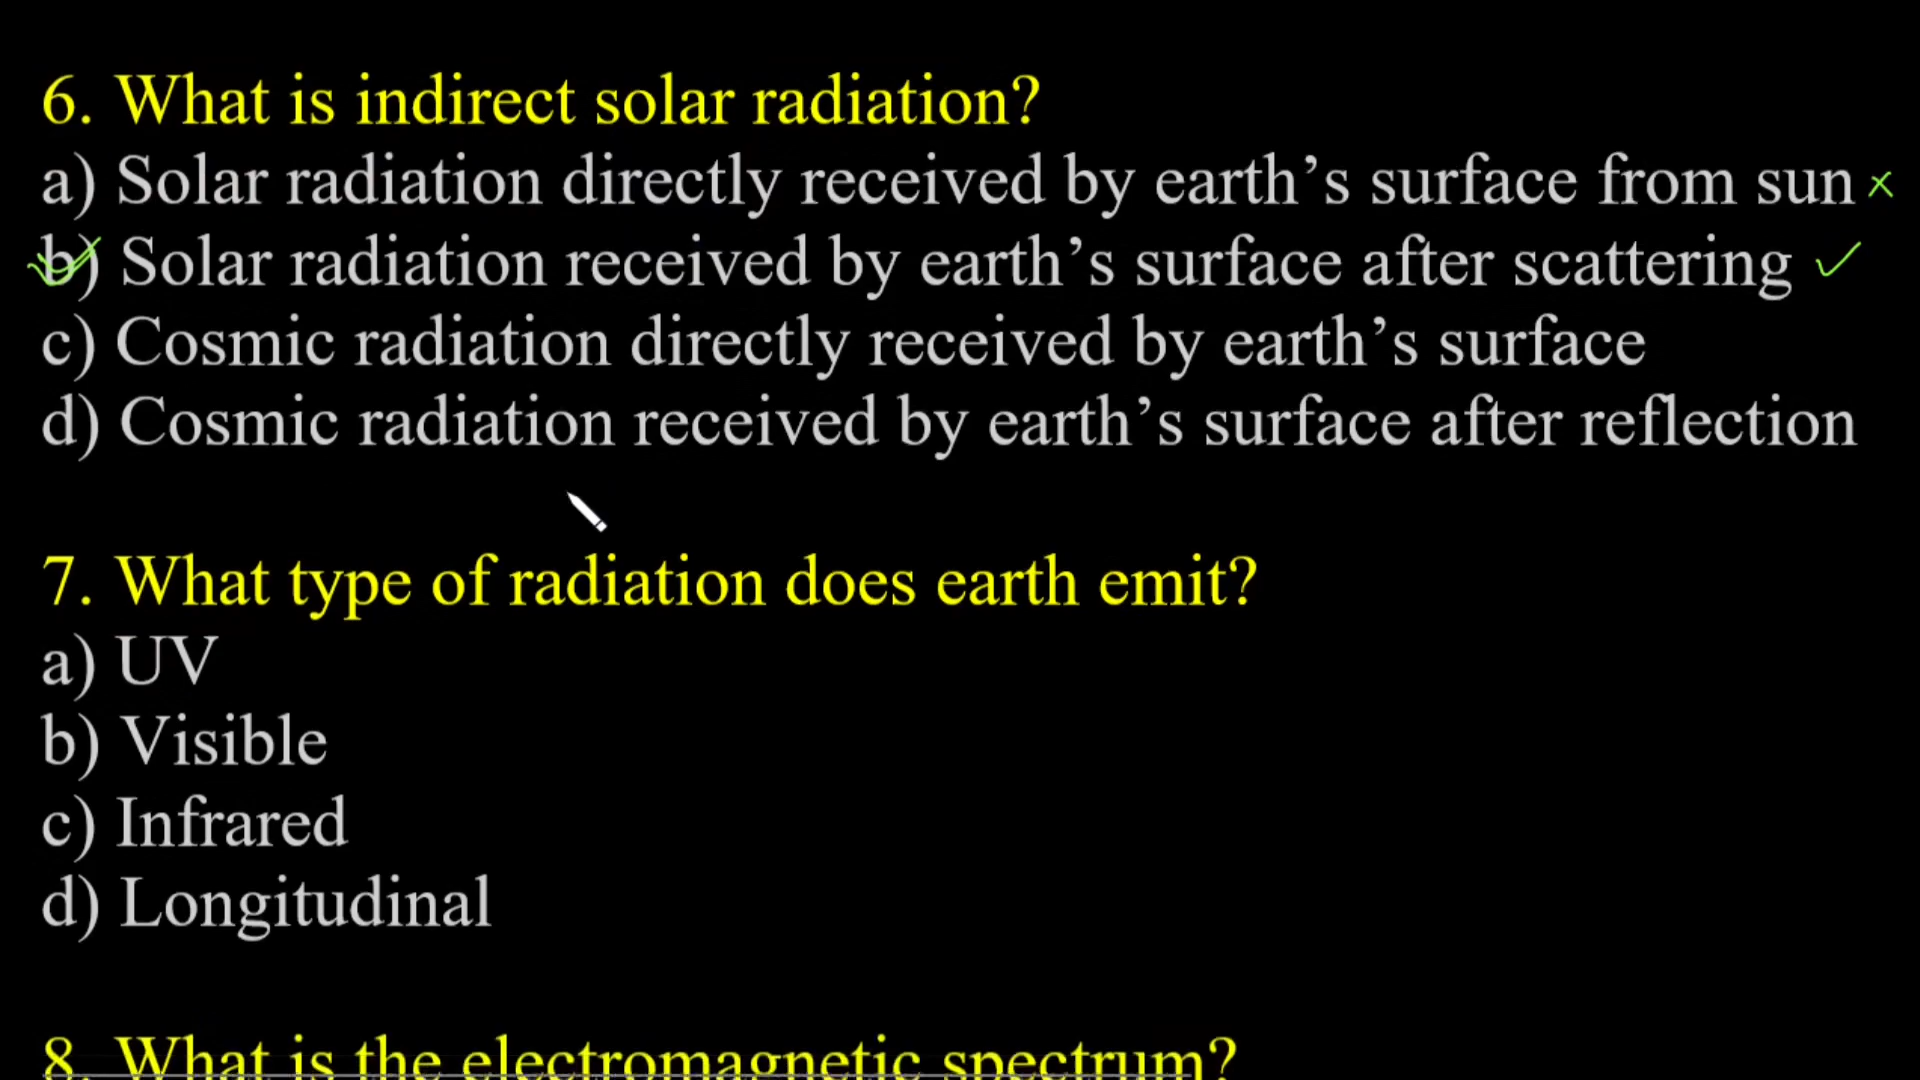 6. What is indirect solar radiation?
a) Solar radiation directly received by earth’s surface from sun
b) Solar radiation received by earth’s surface after scattering
c) Cosmic radiation directly received by earth’s surface
d) Cosmic radiation received by earth’s surface after reflection
7. What type of radiation does earth emit?
a) UV
b) Visible
c) Infrared
d) Longitudinal
8. What is the electromagnetic spectrum?